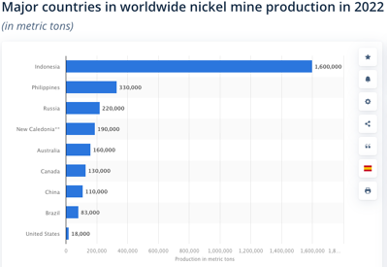 Major countries in worldwide nickel mine production in 2022
(in metric tons)
Indonesia 1,600,000
Philippines 330,000
Russia 220,000
New Caledonia** 190,000
Australia 160,000
Canada 130,000
China 110,000
Brazil 83,000
United States 18,000
0 200,000 400,000 600,000 800,000 1,000,000 1,200,000 1,400,000 1,600,000 1,8...
Production in metric tons